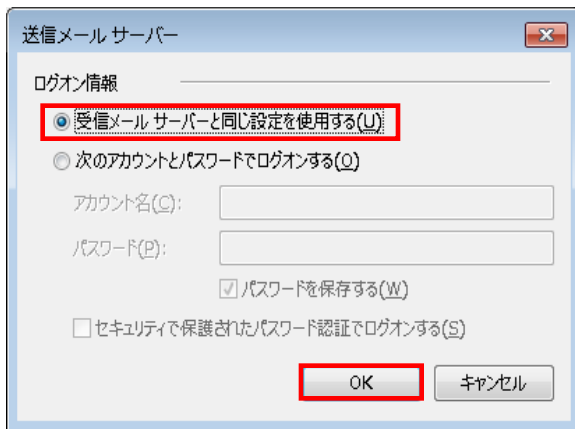 送信メール サーバー
ログオン情報
受信メール サーバーと同じ設定を使用する(U)
次のアカウントとパスワードでログオンする(O)
アカウント名(C):
パスワード(P):
パスワードを保存する(W)
セキュリティで保護されたパスワード認証でログオンする(S)
OK キャンセル